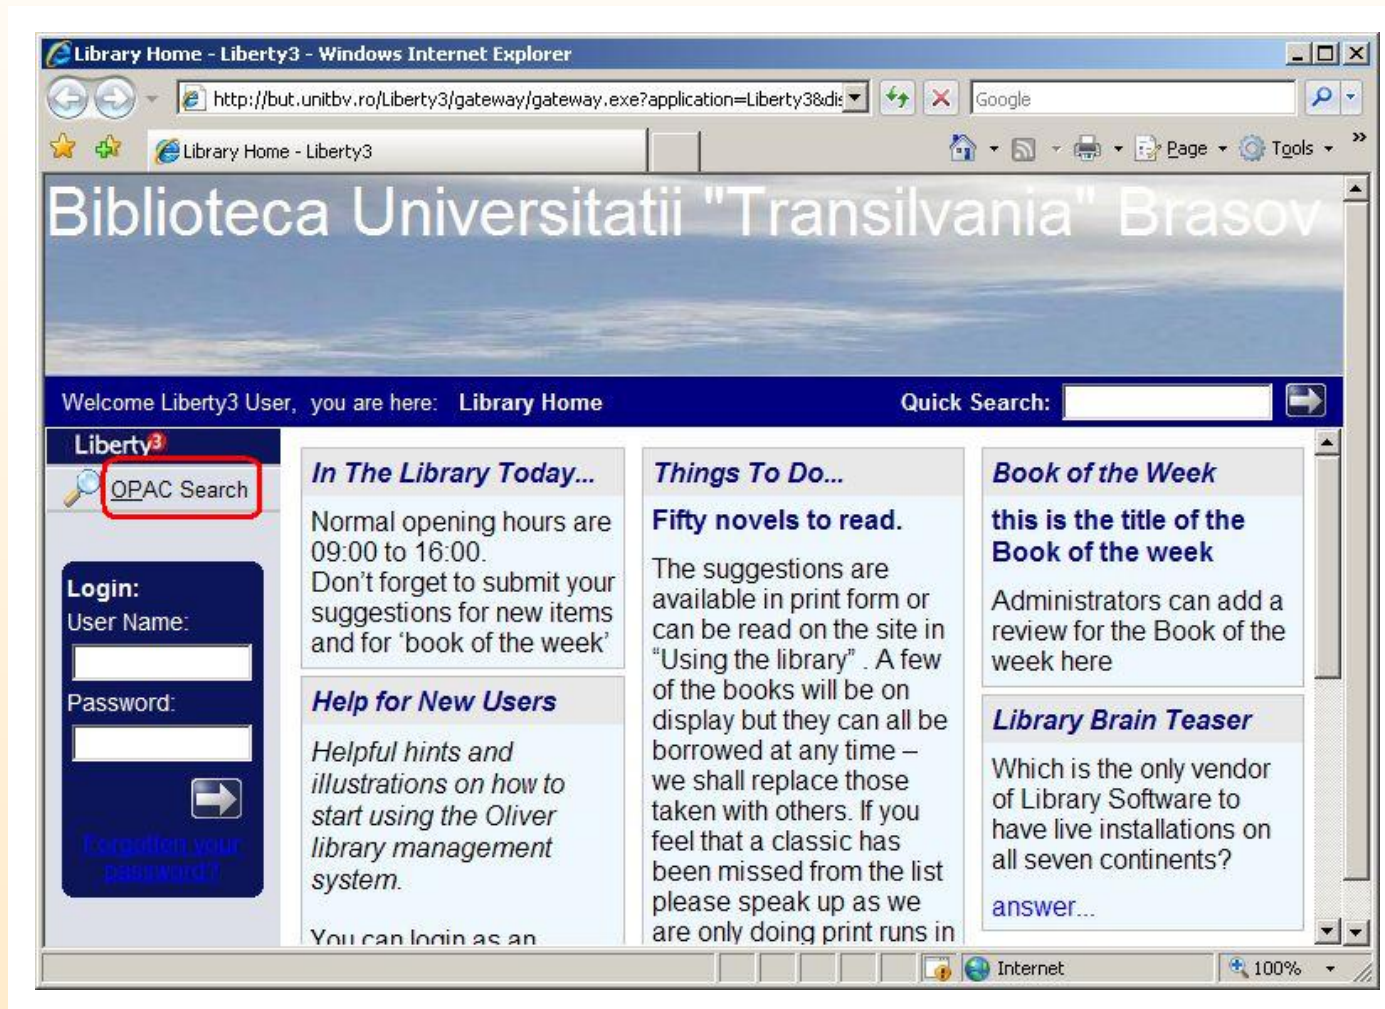 Library Home - Liberty3 - Windows Internet Explorer
http://but.unitbv.ro/Liberty3/gateway/gateway.exe?application=Liberty3&dis
Google
Library Home - Liberty3
Page
Tools
Biblioteca Universitatii "Transilvania" Brasov
Welcome Liberty3 User, you are here: Library Home
Quick Search:
Liberty3
OPAC Search
Login:
User Name:
Password:
Forgotten your
password?
In The Library Today...
Normal opening hours are
09:00 to 16:00.
Don't forget to submit your
suggestions for new items
and for ‘book of the week’
Help for New Users
Helpful hints and
illustrations on how to
start using the Oliver
library management
system.
You can login as an
Things To Do...
Fifty novels to read.
The suggestions are
available in print form or
can be read on the site in
“Using the library” . A few
of the books will be on
display but they can all be
borrowed at any time –
we shall replace those
taken with others. If you
feel that a classic has
been missed from the list
please speak up as we
are only doing print runs in
Book of the Week
this is the title of the
Book of the week
Administrators can add a
review for the Book of the
week here
Library Brain Teaser
Which is the only vendor
of Library Software to
have live installations on
all seven continents?
answer...
Internet
100%